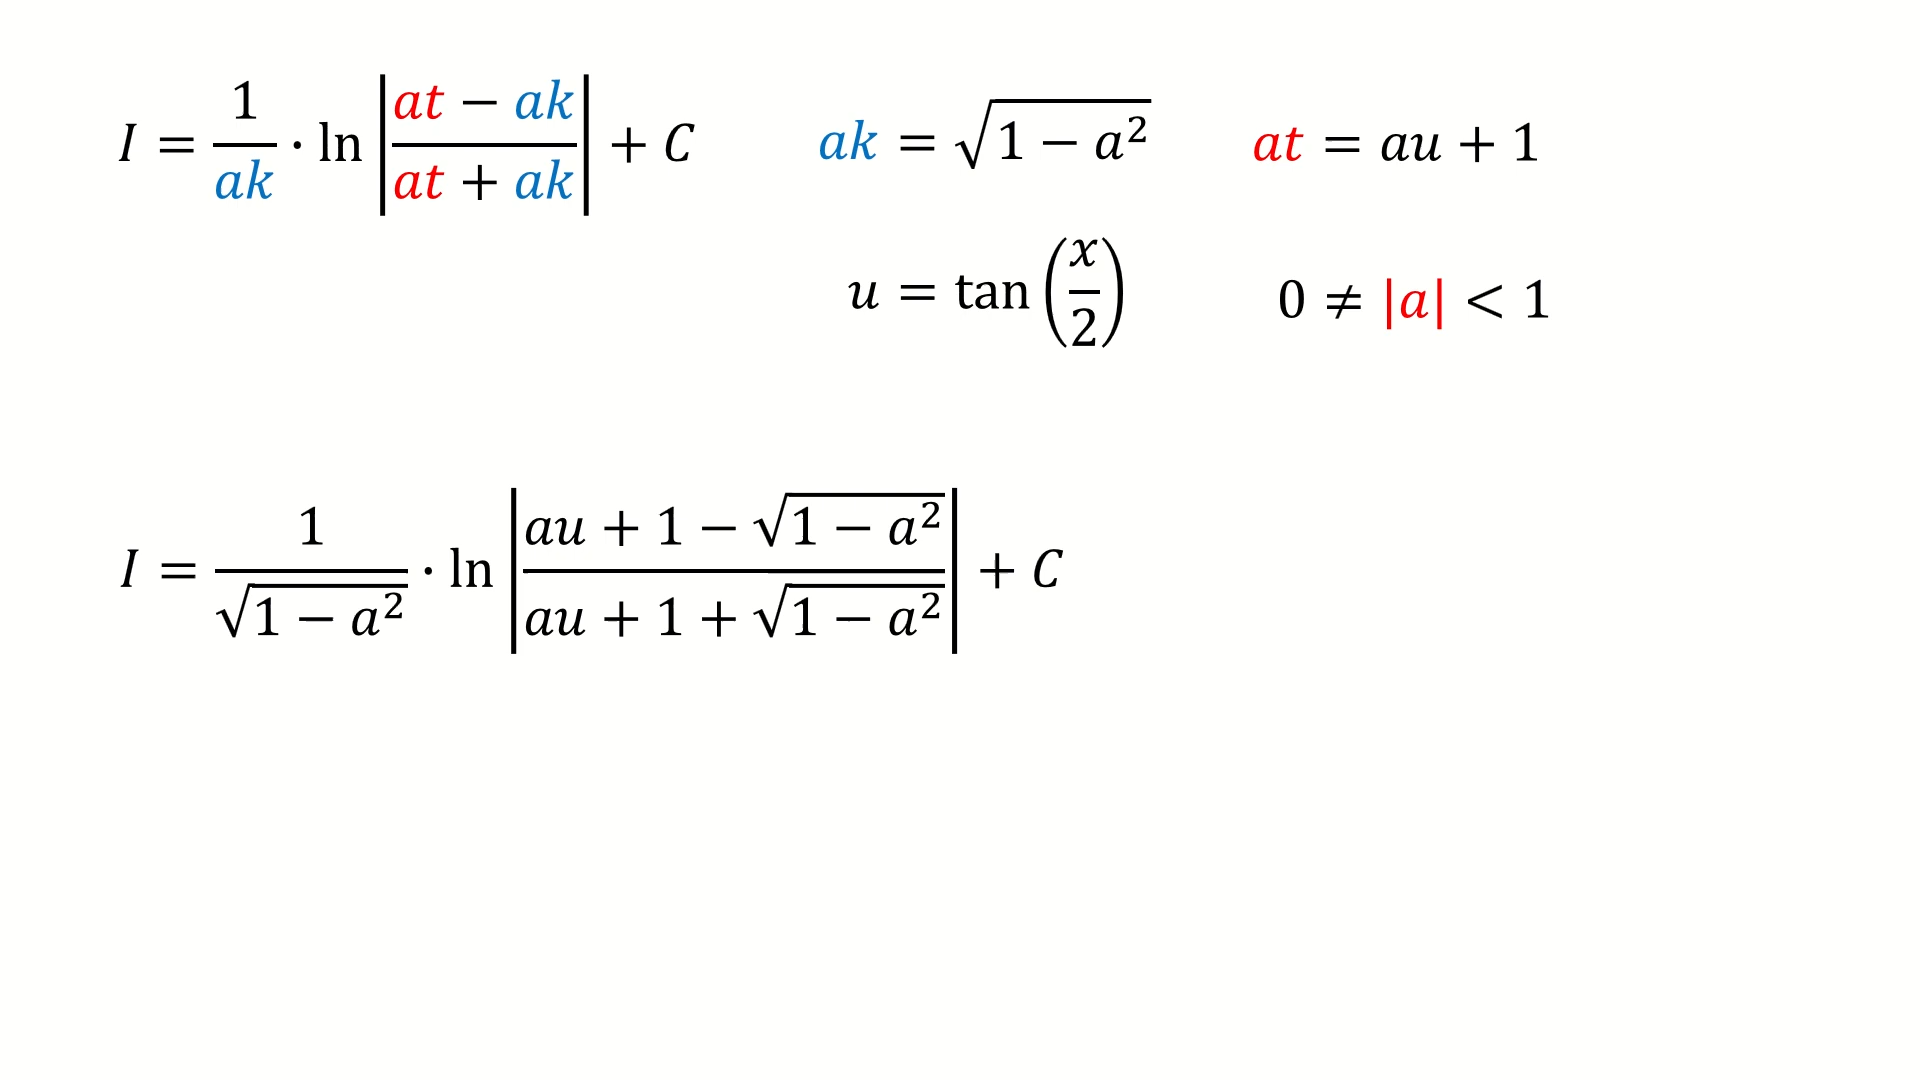 I = 1/ak · ln |at − ak / at + ak| + C   ak = √(1 − a²)   at = au + 1
u = tan (x/2)   0 ≠ |a| < 1
I = 1/√(1 − a²) · ln |au + 1 − √(1 − a²) / au + 1 + √(1 − a²)| + C